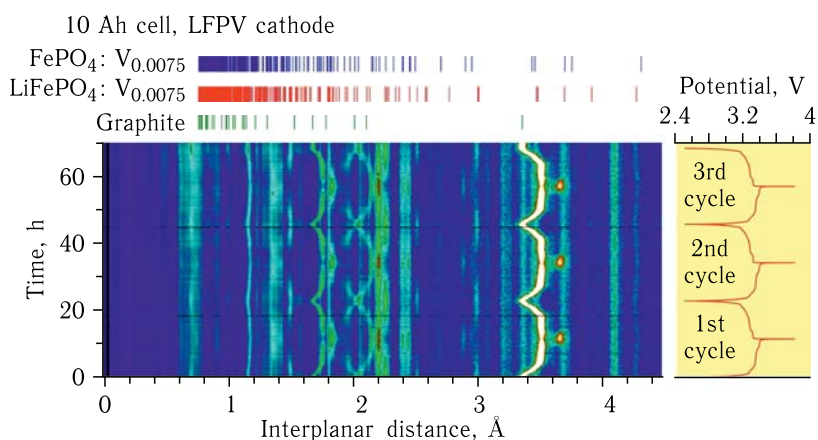 10 Ah cell, LFPV cathode
FePO₄: V₀.₀₀₇₅
LiFePO₄: V₀.₀₀₇₅
Graphite
Potential, V
2.4 3.2 4
60
40
20
0
Time, h
3rd
cycle
2nd
cycle
1st
cycle
0 1 2 3 4
Interplanar distance, Å